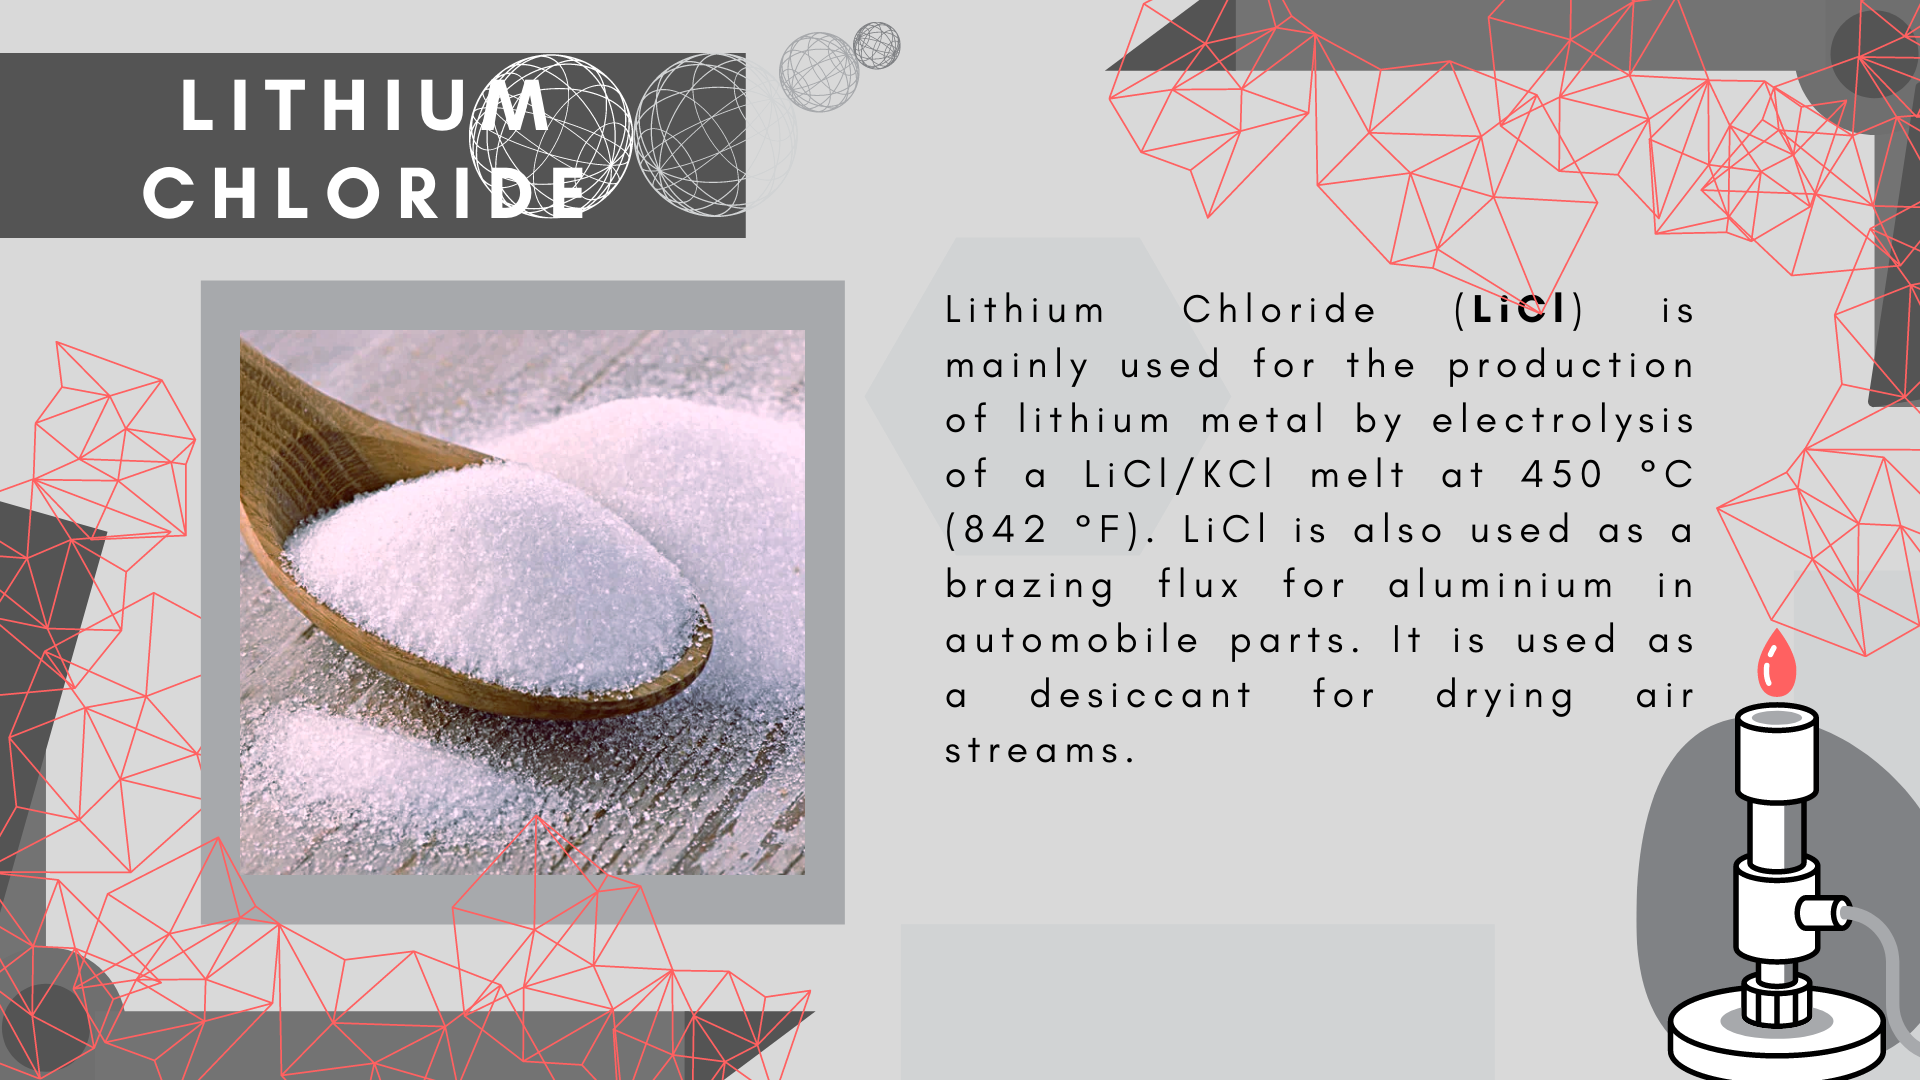 LITHIUM
CHLORIDE
Lithium Chloride (LiCl) is
mainly used for the production
of lithium metal by electrolysis
of a LiCl/KCl melt at 450 °C
(842 °F). LiCl is also used as a
brazing flux for aluminium in
automobile parts. It is used as
a desiccant for drying air
streams.